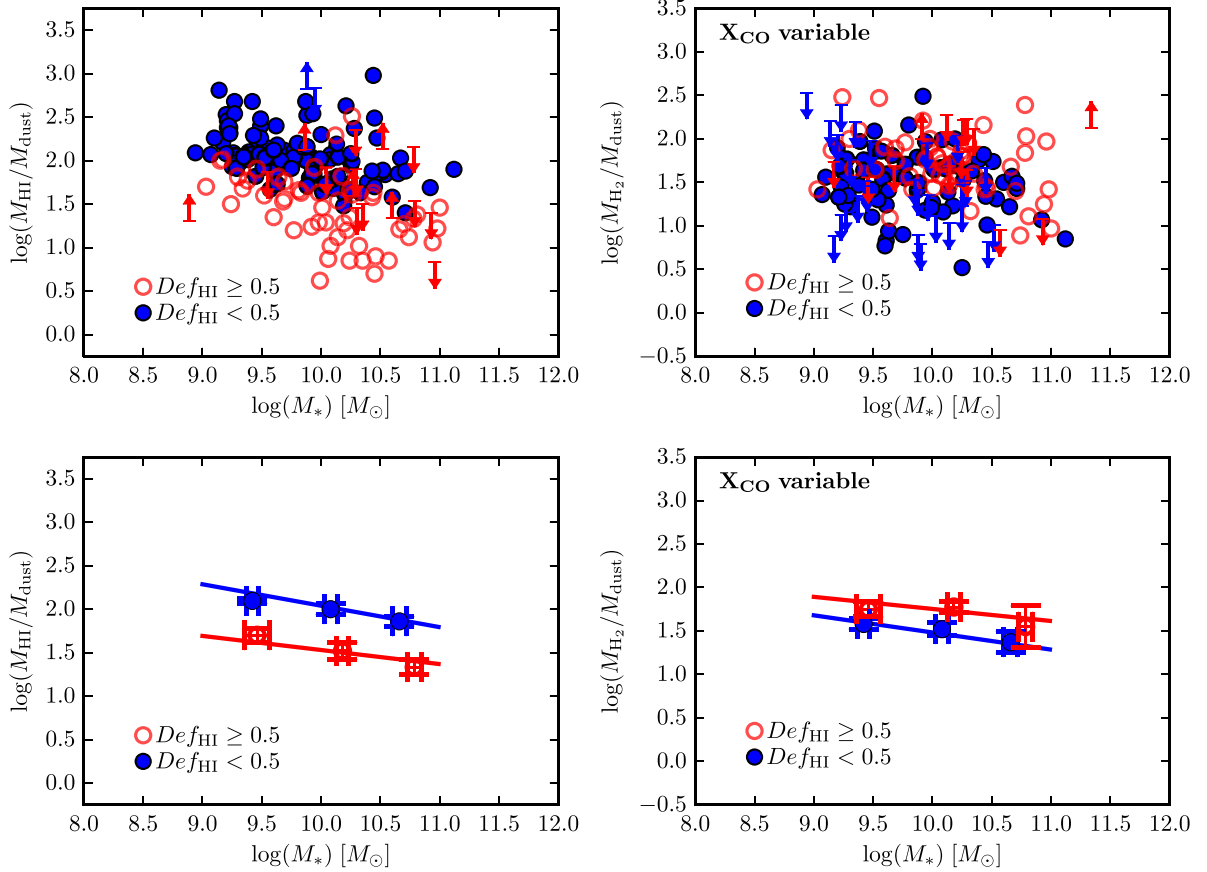 3.5
3.0
2.5
2.0
1.5
1.0
0.5
0.0
log(M_HI/M_dust)
Def_HI ≥ 0.5
Def_HI < 0.5
8.0 8.5 9.0 9.5 10.0 10.5 11.0 11.5 12.0
log(M_*) [M_⊙]
X_CO variable
3.5
3.0
2.5
2.0
1.5
1.0
0.5
0.0
−0.5
log(M_H₂/M_dust)
Def_HI ≥ 0.5
Def_HI < 0.5
8.0 8.5 9.0 9.5 10.0 10.5 11.0 11.5 12.0
log(M_*) [M_⊙]
3.5
3.0
2.5
2.0
1.5
1.0
0.5
0.0
log(M_HI/M_dust)
Def_HI ≥ 0.5
Def_HI < 0.5
8.0 8.5 9.0 9.5 10.0 10.5 11.0 11.5 12.0
log(M_*) [M_⊙]
X_CO variable
3.5
3.0
2.5
2.0
1.5
1.0
0.5
0.0
−0.5
log(M_H₂/M_dust)
Def_HI ≥ 0.5
Def_HI < 0.5
8.0 8.5 9.0 9.5 10.0 10.5 11.0 11.5 12.0
log(M_*) [M_⊙]